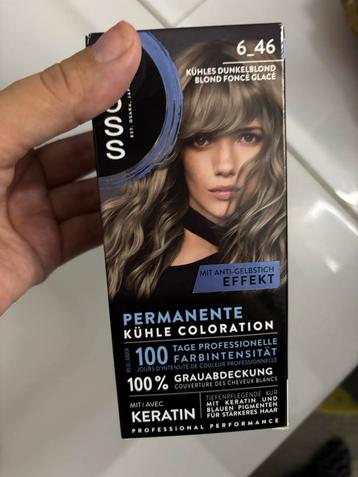 6_46
KÜHLES DUNKELBLOND
BLOND FONCÉ GLACÉ
EST. OSAKA,
MIT ANTI-GELBSTICH
EFFEKT
PERMANENTE
KÜHLE COLORATION
100 TAGE PROFESSIONELLE
FARBINTENSITÄT
JOURS D'INTENSITÉ DE COULEUR PROFESSIONNELLE
100% GRAUABDECKUNG
COUVERTURE DES CHEVEUX BLANCS
MIT/AVEC
KERATIN
TIEFENPFLEGENDE KUR
MIT KERATIN UND
BLAUEN PIGMENTEN
FÜR STÄRKERES HAAR
PROFESSIONAL PERFORMANCE